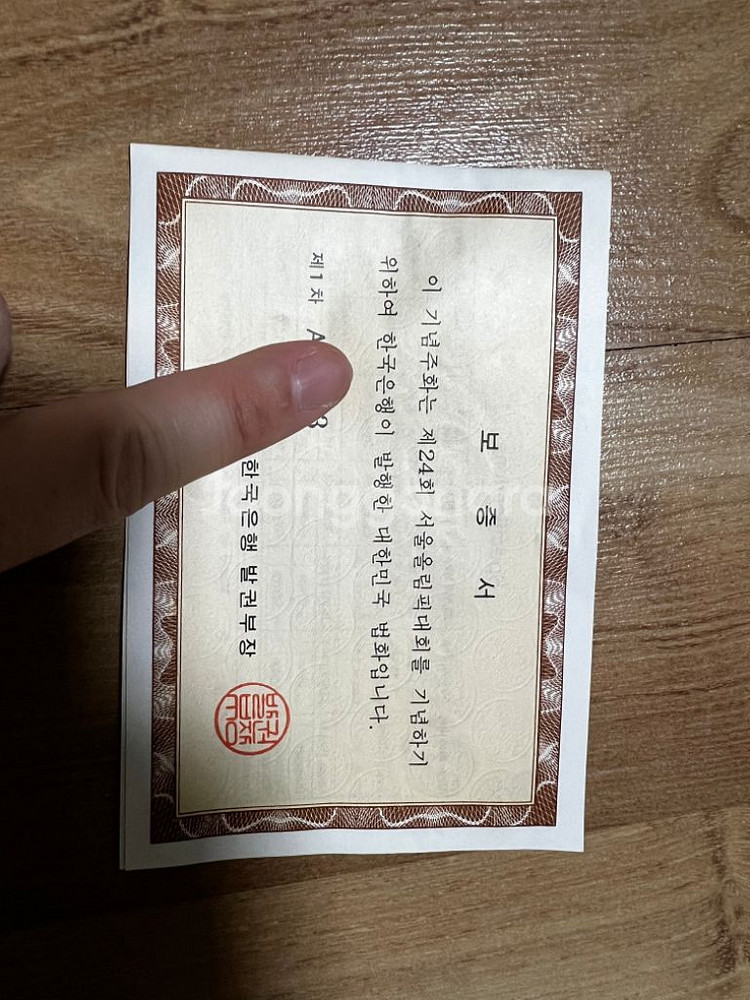 보 증 서
이 기념주화는 제24회 서울올림픽대회를 기념하기
위하여 한국은행이 발행한 대한민국 법화입니다.
제1차 A 3
한국은행 발권부장